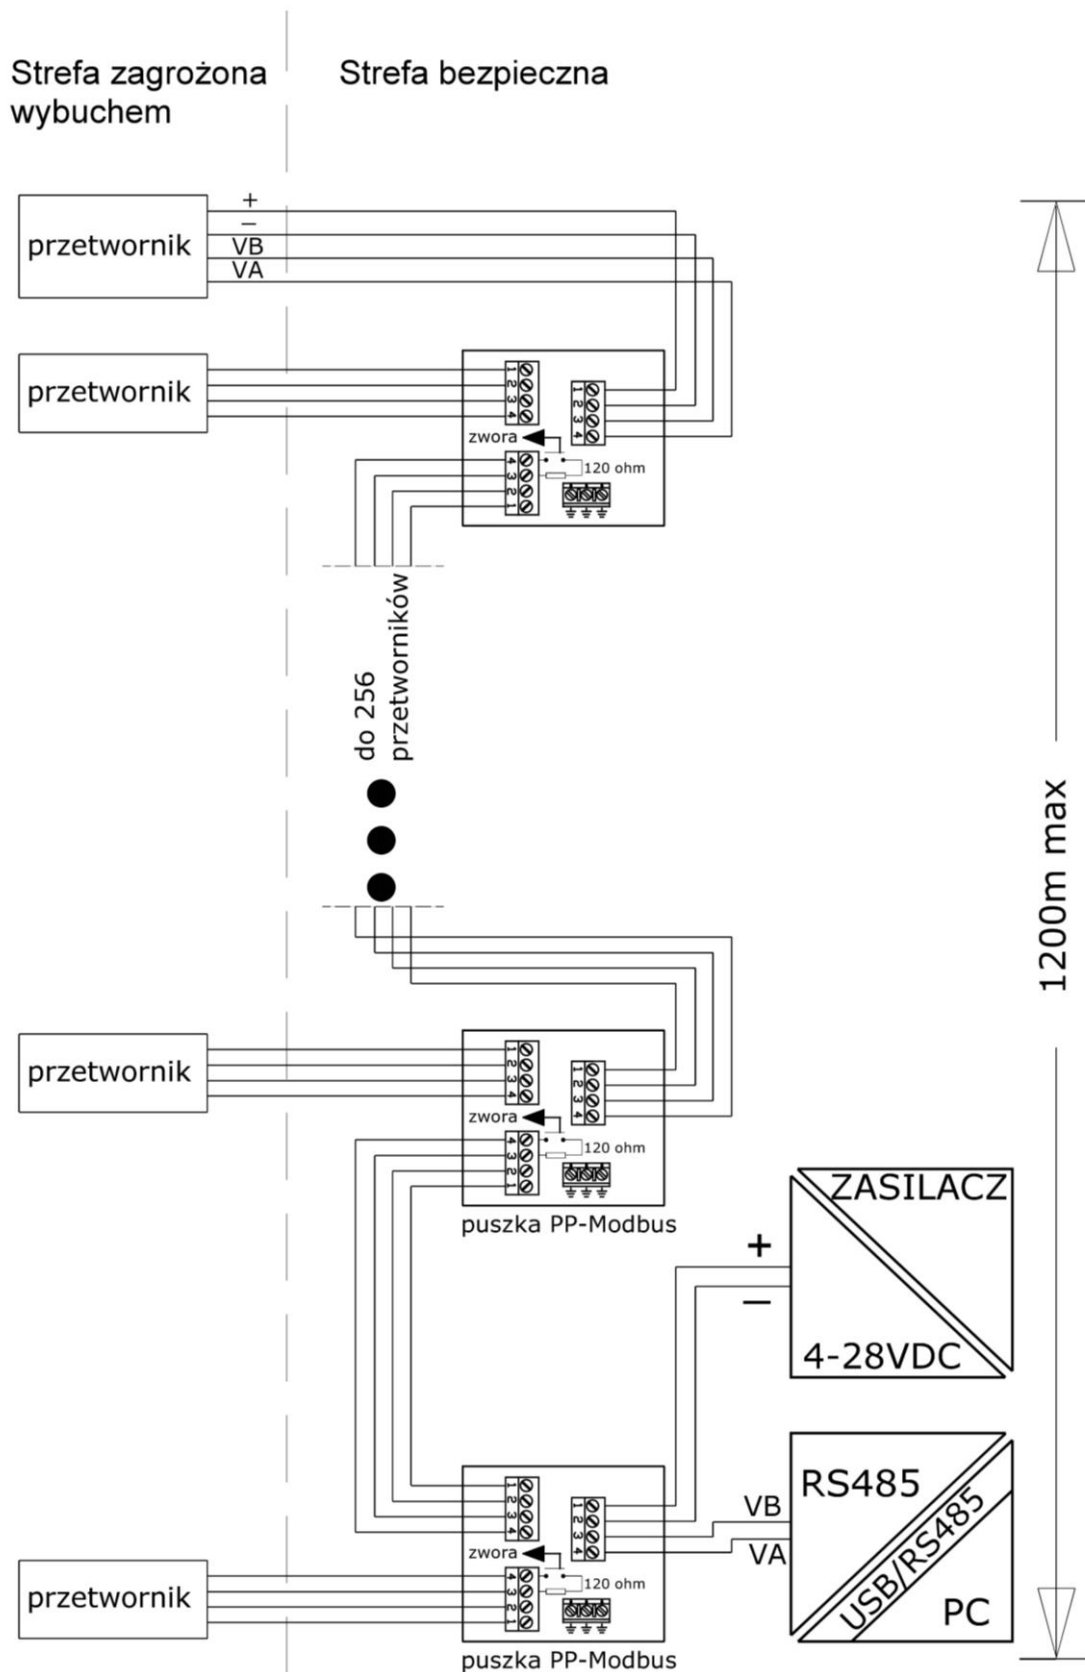 Strefa zagrożona
wybuchem
Strefa bezpieczna
przetwornik
+
−
VB
VA
przetwornik
1
2
3
4
1
2
3
4
zwora
4
3
2
1
120 ohm
do 256
przetworników
1200m max
przetwornik
1
2
3
4
1
2
3
4
zwora
4
3
2
1
120 ohm
puszka PP-Modbus
ZASILACZ
+
−
4-28VDC
RS485
USB/RS485
PC
VB
VA
1
2
3
4
1
2
3
4
zwora
4
3
2
1
120 ohm
przetwornik
puszka PP-Modbus